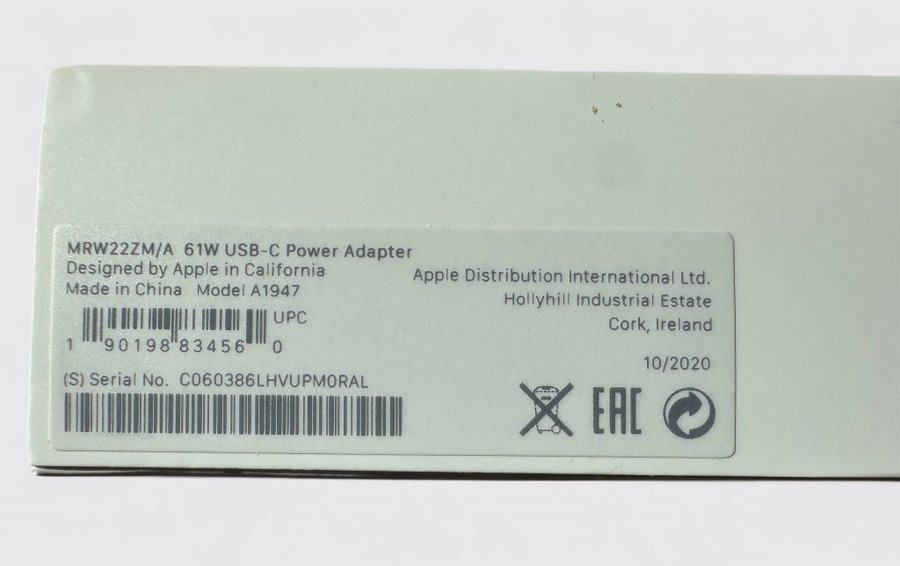 MRW22ZM/A 61W USB-C Power Adapter
Designed by Apple in California
Made in China Model A1947
UPC
1 90198 83456 0
(S) Serial No. C060386LHVUPM0RAL
Apple Distribution International Ltd.
Hollyhill Industrial Estate
Cork, Ireland
10/2020
EAC